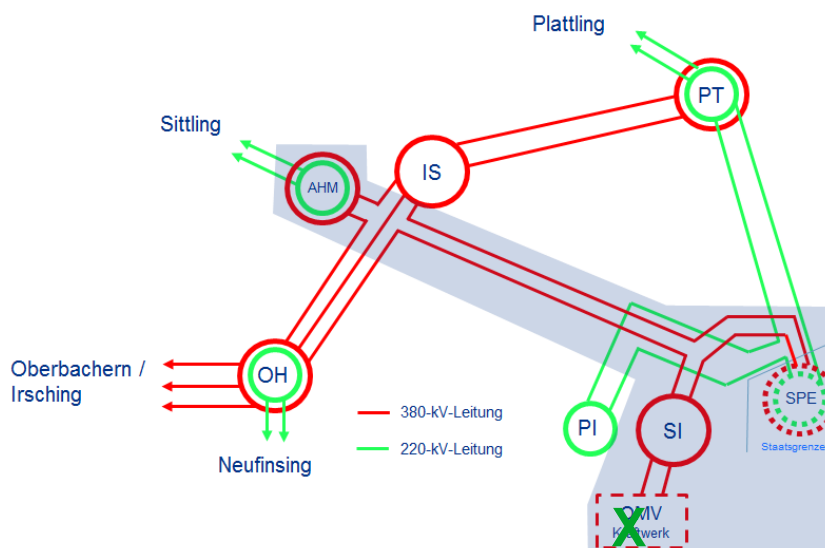 Plattling
PT
Sittling
IS
AHM
Oberbachern /
Irsching
OH
380-kV-Leitung
220-kV-Leitung
Neufinsing
PI
SI
SPE
Staatsgrenze
OMV
Kraftwerk
X